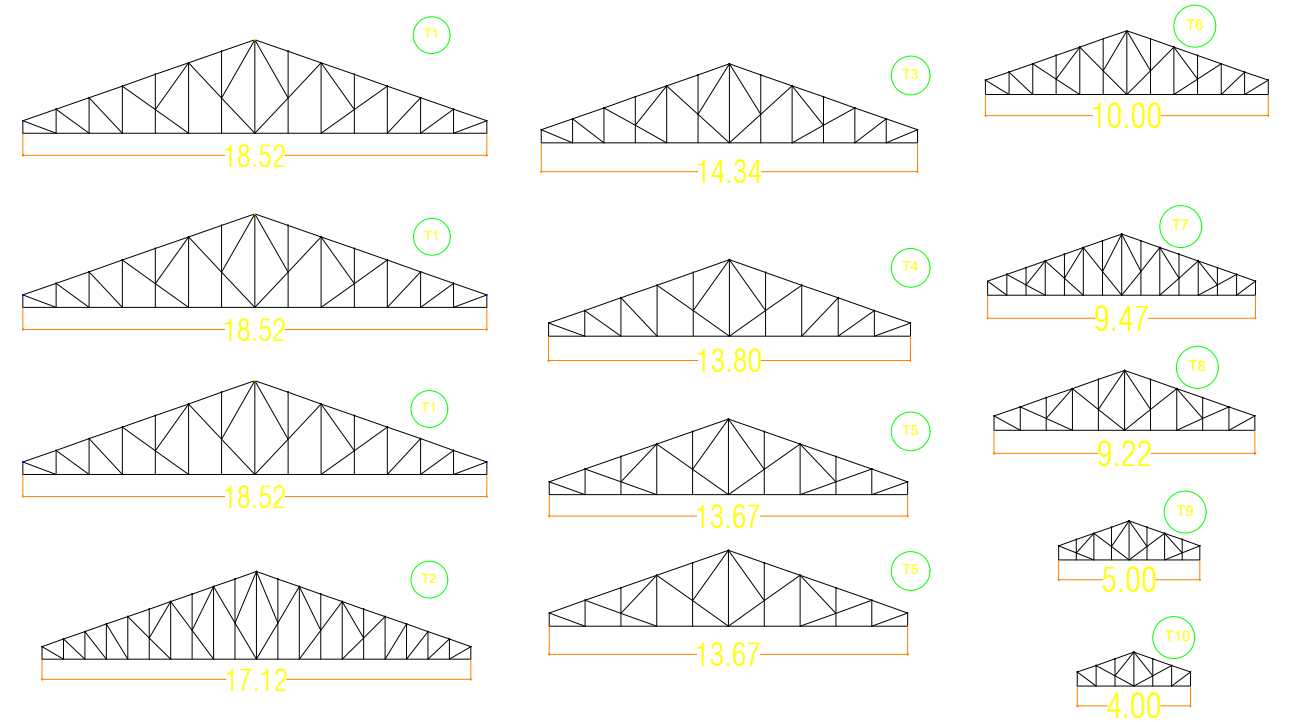 T1
18.52
T1
18.52
T1
18.52
T2
17.12
T3
14.34
T4
13.80
T5
13.67
T5
13.67
T6
10.00
T7
9.47
T8
9.22
T9
5.00
T10
4.00